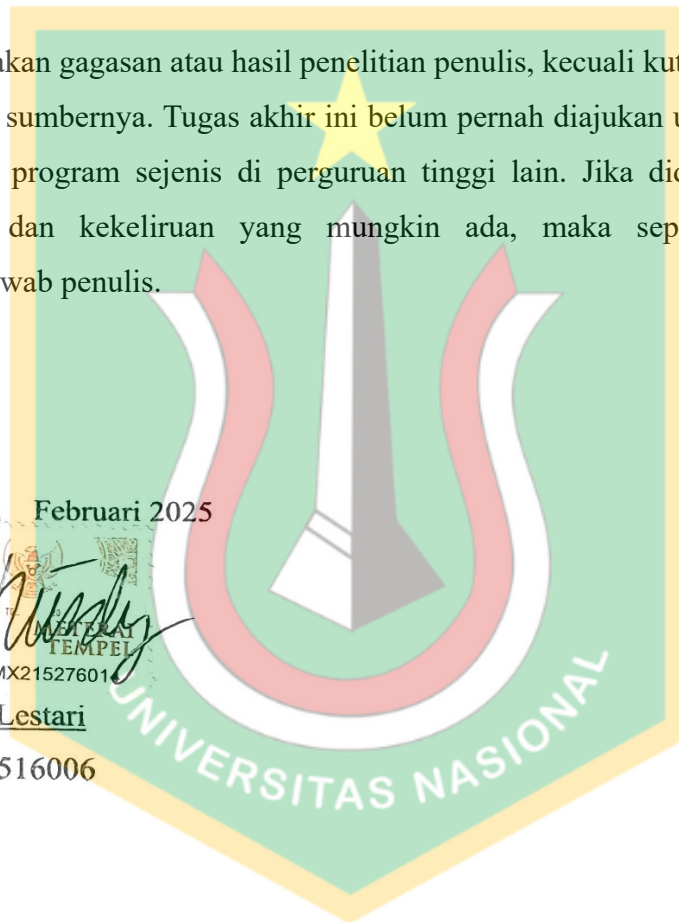 akan gagasan atau hasil penelitian penulis, kecuali kut
sumbernya. Tugas akhir ini belum pernah diajukan u
program sejenis di perguruan tinggi lain. Jika did
dan kekeliruan yang mungkin ada, maka sep
wab penulis.
Februari 2025
METERAI
TEMPEL
MX215276014
Lestari
516006
UNIVERSITAS NASIONAL